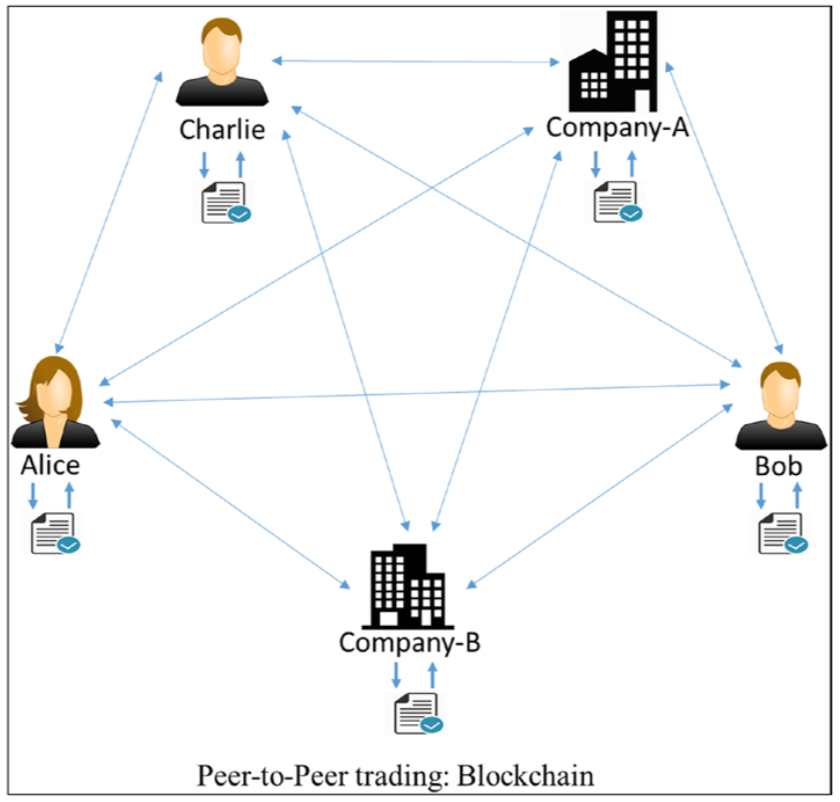 Charlie
Company-A
Alice
Bob
Company-B
Peer-to-Peer trading: Blockchain